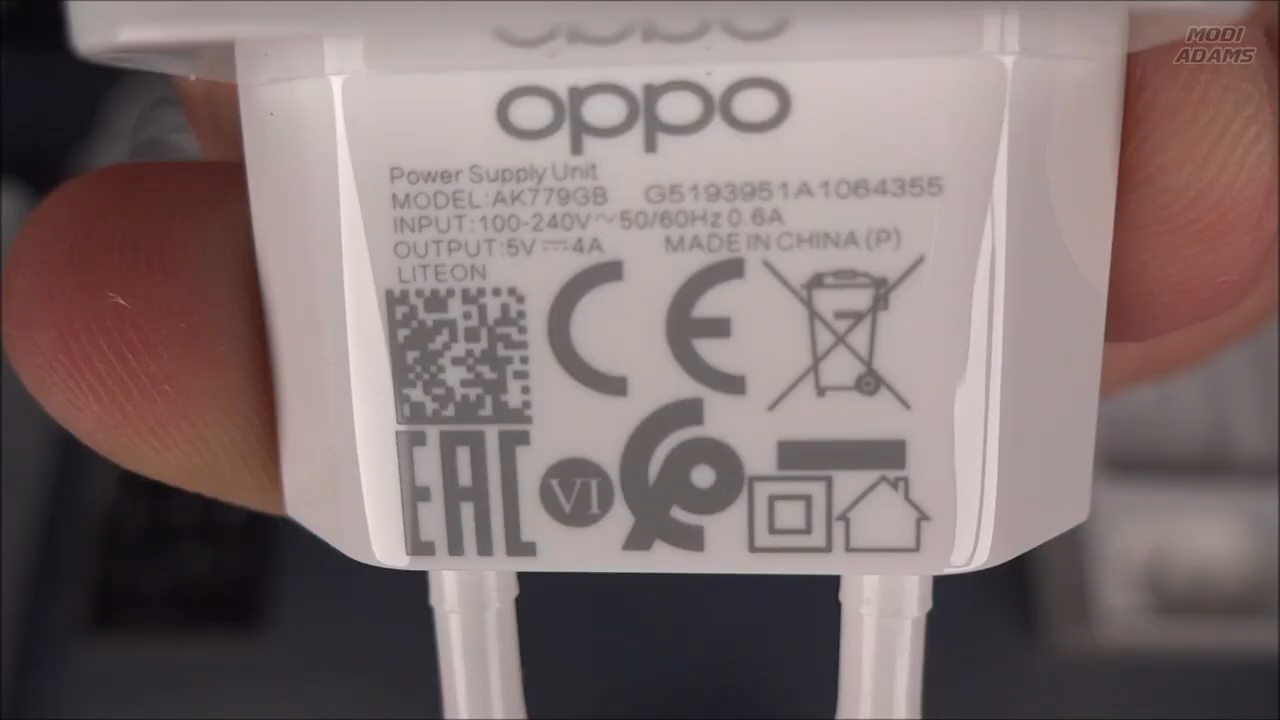 MODI
ADAMS
oppo
oppo
Power Supply Unit
MODEL:AK779GB G5193951A1064355
INPUT:100-240V~50/60Hz 0.6A
OUTPUT:5V⎓4A MADE IN CHINA (P)
LITEON
CE
EAC
VI